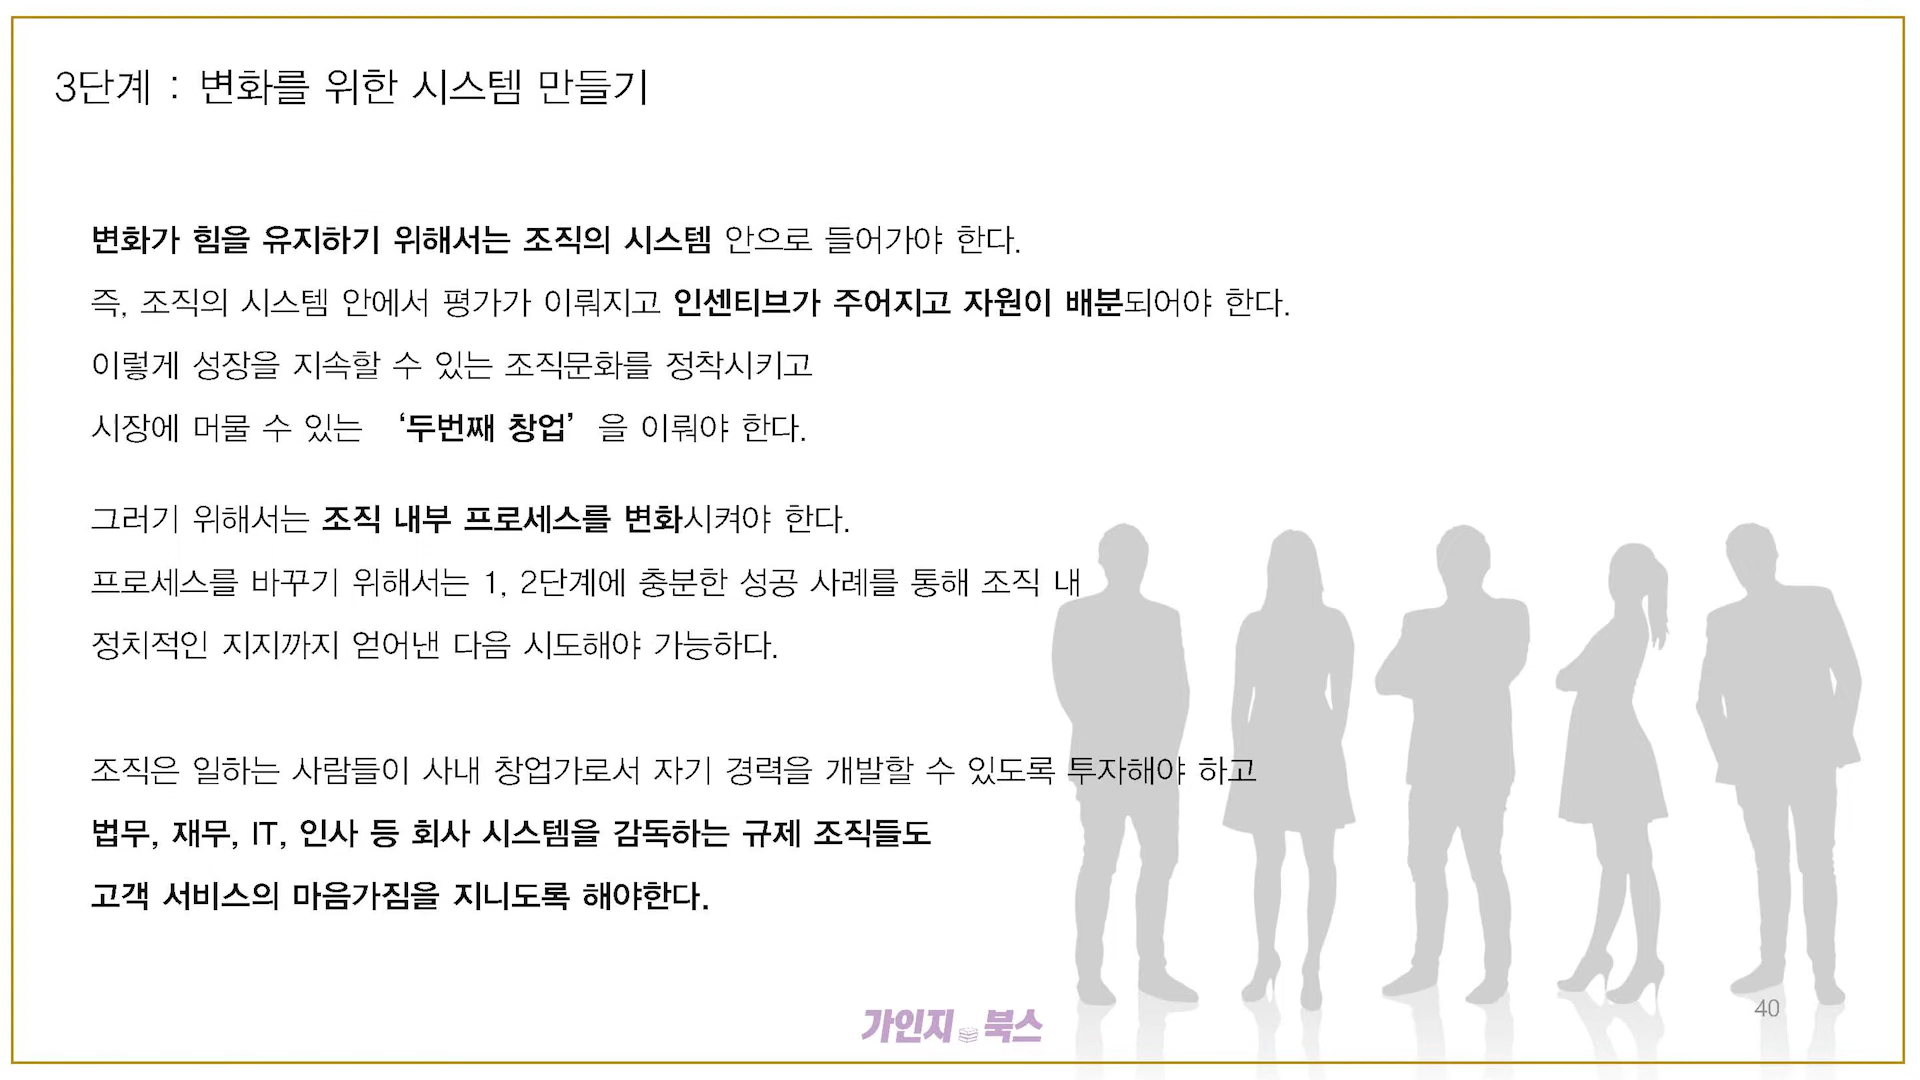 3단계 : 변화를 위한 시스템 만들기
변화가 힘을 유지하기 위해서는 조직의 시스템 안으로 들어가야 한다.
즉, 조직의 시스템 안에서 평가가 이뤄지고 인센티브가 주어지고 자원이 배분되어야 한다.
이렇게 성장을 지속할 수 있는 조직문화를 정착시키고
시장에 머물 수 있는 ‘두번째 창업’을 이뤄야 한다.
그러기 위해서는 조직 내부 프로세스를 변화시켜야 한다.
프로세스를 바꾸기 위해서는 1, 2단계에 충분한 성공 사례를 통해 조직 내
정치적인 지지까지 얻어낸 다음 시도해야 가능하다.
조직은 일하는 사람들이 사내 창업가로서 자기 경력을 개발할 수 있도록 투자해야 하고
법무, 재무, IT, 인사 등 회사 시스템을 감독하는 규제 조직들도
고객 서비스의 마음가짐을 지니도록 해야한다.
가인지 북스
40